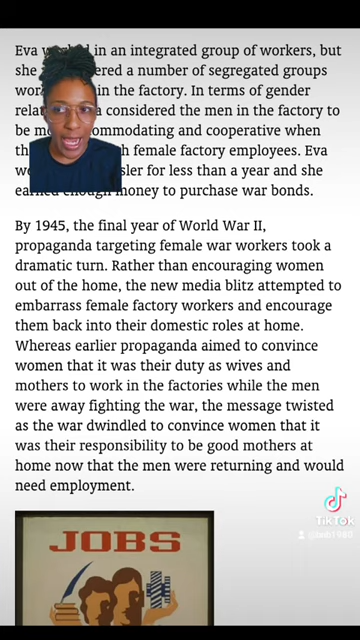 Eva in an integrated group of workers, but
she ered a number of segregated groups
wor in the factory. In terms of gender
rela a considered the men in the factory to
be m ommodating and cooperative when
th h female factory employees. Eva
w sler for less than a year and she
earned enough money to purchase war bonds.
By 1945, the final year of World War II,
propaganda targeting female war workers took a
dramatic turn. Rather than encouraging women
out of the home, the new media blitz attempted to
embarrass female factory workers and encourage
them back into their domestic roles at home.
Whereas earlier propaganda aimed to convince
women that it was their duty as wives and
mothers to work in the factories while the men
were away fighting the war, the message twisted
as the war dwindled to convince women that it
was their responsibility to be good mothers at
home now that the men were returning and would
need employment.
JOBS
TikTok